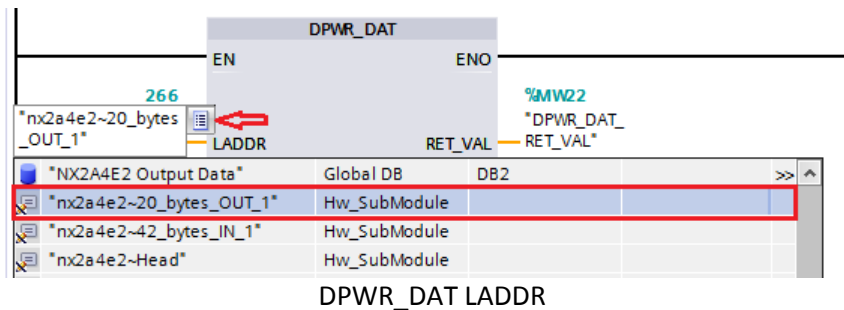 DPWR_DAT
EN ENO
266 %MW22
"nx2a4e2~20_bytes "DPWR_DAT_
_OUT_1" LADDR RET_VAL RET_VAL"
"NX2A4E2 Output Data" Global DB DB2 >>
"nx2a4e2~20_bytes_OUT_1" Hw_SubModule
"nx2a4e2~42_bytes_IN_1" Hw_SubModule
"nx2a4e2~Head" Hw_SubModule
DPWR_DAT LADDR